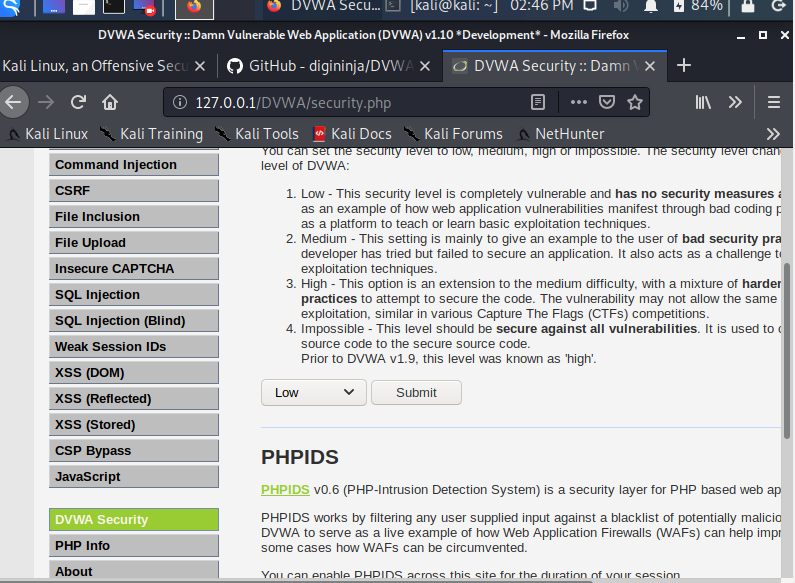 DVWA Secu...
[kali@kali: ~]
02:46 PM
84%
DVWA Security :: Damn Vulnerable Web Application (DVWA) v1.10 *Development* - Mozilla Firefox
Kali Linux, an Offensive Secu
GitHub - digininja/DVWA
DVWA Security :: Damn V
127.0.0.1/DVWA/security.php
Kali Linux
Kali Training
Kali Tools
Kali Docs
Kali Forums
NetHunter
Command Injection
CSRF
File Inclusion
File Upload
Insecure CAPTCHA
SQL Injection
SQL Injection (Blind)
Weak Session IDs
XSS (DOM)
XSS (Reflected)
XSS (Stored)
CSP Bypass
JavaScript
DVWA Security
PHP Info
About
You can set the security level to low, medium, high or impossible. The security level chan
level of DVWA:
1. Low - This security level is completely vulnerable and has no security measures a
as an example of how web application vulnerabilities manifest through bad coding p
as a platform to teach or learn basic exploitation techniques.
2. Medium - This setting is mainly to give an example to the user of bad security pra
developer has tried but failed to secure an application. It also acts as a challenge to
exploitation techniques.
3. High - This option is an extension to the medium difficulty, with a mixture of harder
practices to attempt to secure the code. The vulnerability may not allow the same
exploitation, similar in various Capture The Flags (CTFs) competitions.
4. Impossible - This level should be secure against all vulnerabilities. It is used to c
source code to the secure source code.
Prior to DVWA v1.9, this level was known as 'high'.
Low
Submit
PHPIDS
PHPIDS v0.6 (PHP-Intrusion Detection System) is a security layer for PHP based web ap
PHPIDS works by filtering any user supplied input against a blacklist of potentially malicio
DVWA to serve as a live example of how Web Application Firewalls (WAFs) can help impr
some cases how WAFs can be circumvented.
You can enable PHPIDS across this site for the duration of your session.